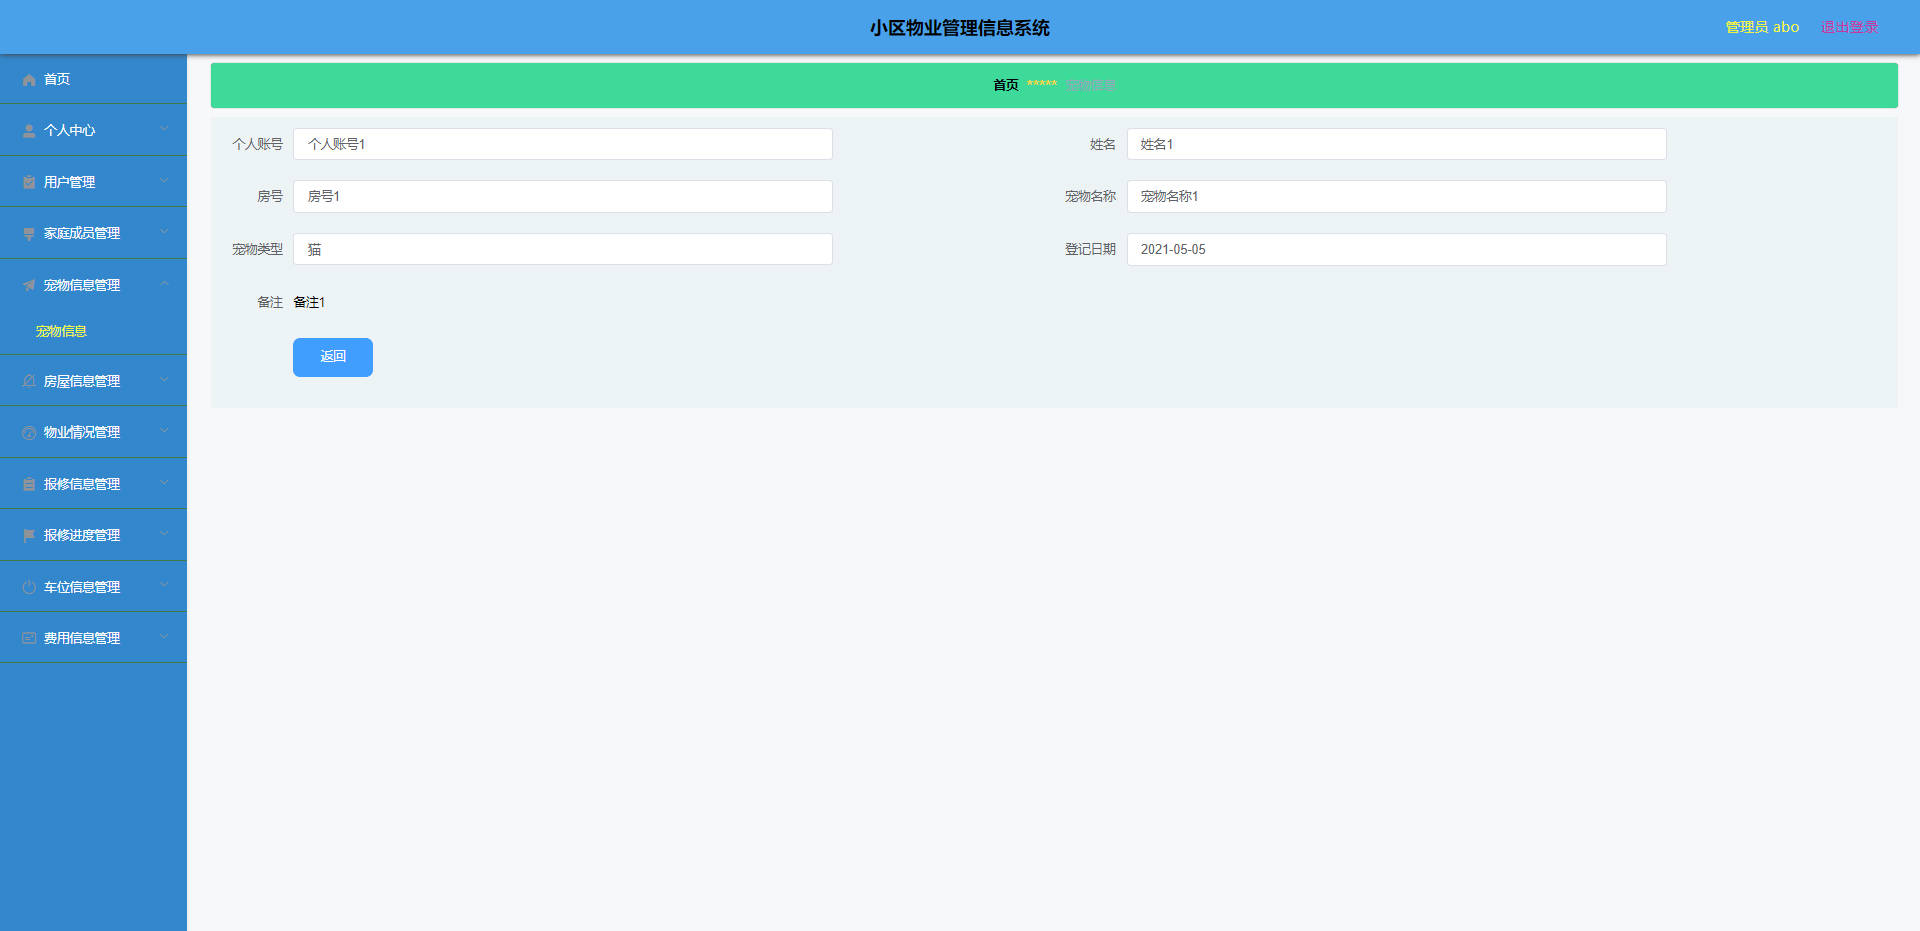 小区物业管理信息系统
管理员 abo 退出登录
首页
个人中心
用户管理
家庭成员管理
宠物信息管理
宠物信息
房屋信息管理
物业情况管理
报修信息管理
报修进度管理
车位信息管理
费用信息管理
首页 ***** 宠物信息
个人账号 个人账号1 姓名 姓名1
房号 房号1 宠物名称 宠物名称1
宠物类型 猫 登记日期 2021-05-05
备注 备注1
返回